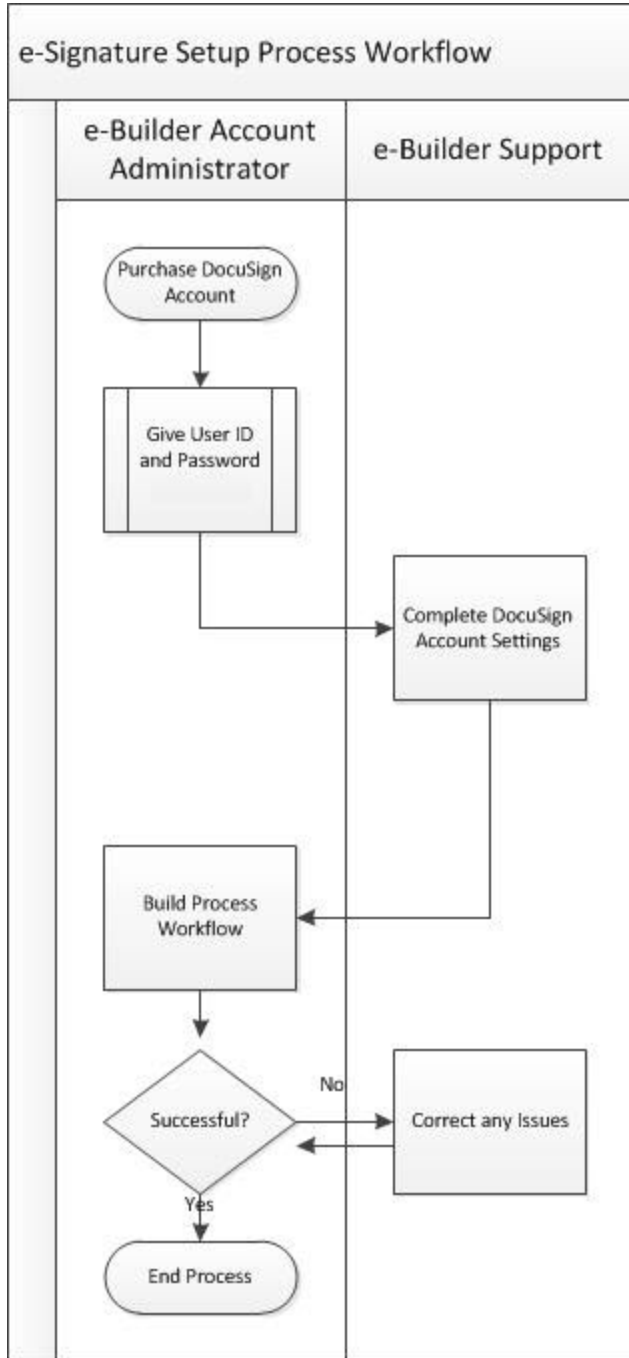 e-Signature Setup Process Workflow
e-Builder Account
Administrator
e-Builder Support
Purchase DocuSign
Account
Give User ID
and Password
Complete DocuSign
Account Settings
Build Process
Workflow
No
Successful?
Correct any Issues
Yes
End Process